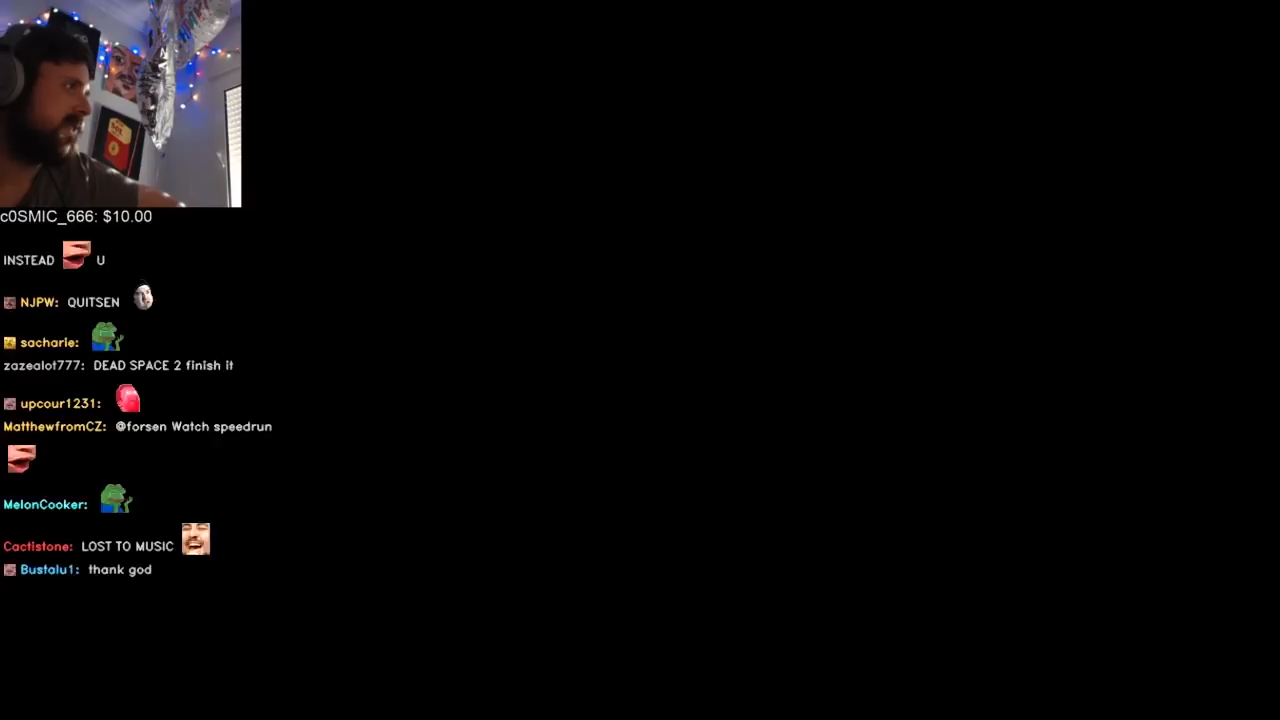 c0SMIC_666: $10.00
INSTEAD U
NJPW: QUITSEN
sacharie:
zazealot777: DEAD SPACE 2 finish it
upcour1231:
MatthewfromCZ: @forsen Watch speedrun
MelonCooker:
Cactistone: LOST TO MUSIC
Bustalu1: thank god